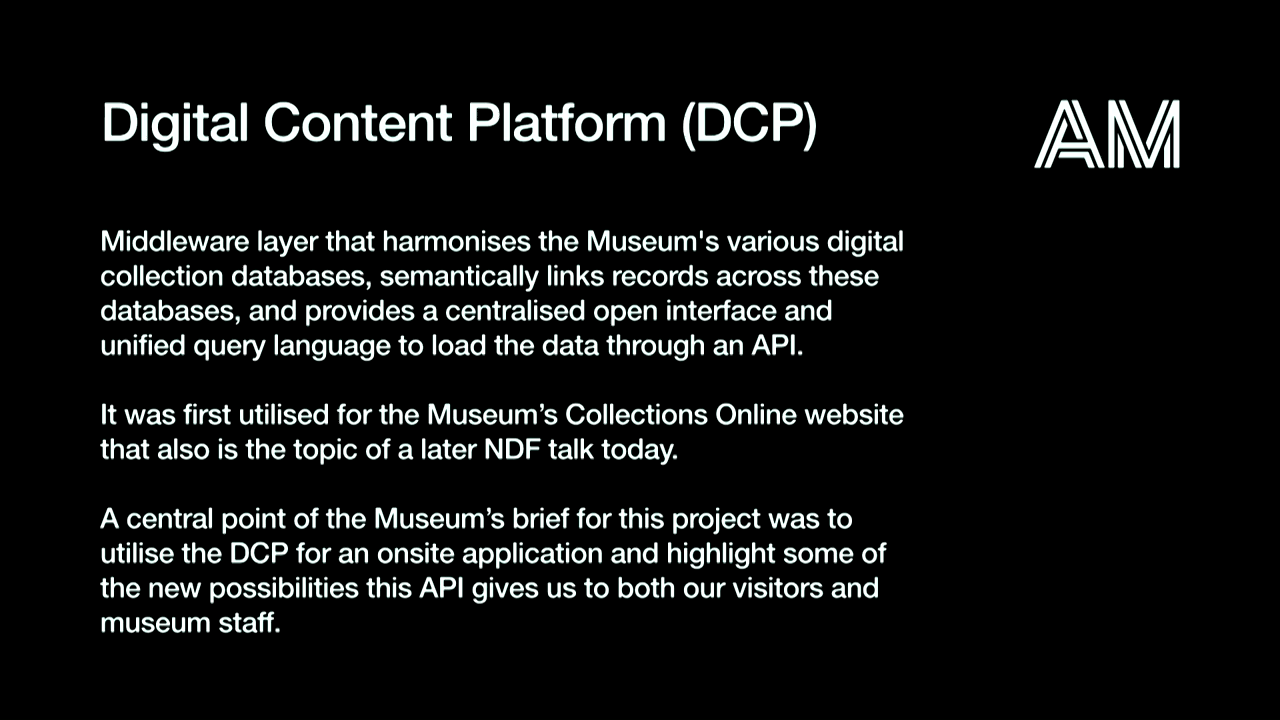 Digital Content Platform (DCP)
AM
Middleware layer that harmonises the Museum's various digital
collection databases, semantically links records across these
databases, and provides a centralised open interface and
unified query language to load the data through an API.
It was first utilised for the Museum’s Collections Online website
that also is the topic of a later NDF talk today.
A central point of the Museum’s brief for this project was to
utilise the DCP for an onsite application and highlight some of
the new possibilities this API gives us to both our visitors and
museum staff.